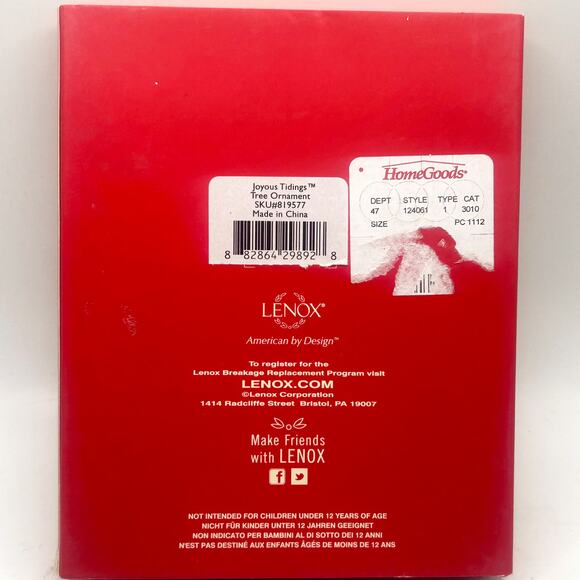 Joyous Tidings™
Tree Ornament
SKU#819577
Made in China
8 82864 29892 8
HomeGoods®
DEPT STYLE TYPE CAT
47 124061 1 3010
SIZE PC 1112
LENOX®
American by Design™
To register for the
Lenox Breakage Replacement Program visit
LENOX.COM
©Lenox Corporation
1414 Radcliffe Street Bristol, PA 19007
Make Friends
with LENOX
f
NOT INTENDED FOR CHILDREN UNDER 12 YEARS OF AGE
NICHT FÜR KINDER UNTER 12 JAHREN GEEIGNET
NON INDICATO PER BAMBINI AL DI SOTTO DEI 12 ANNI
N'EST PAS DESTINÉ AUX ENFANTS ÂGÉS DE MOINS DE 12 ANS